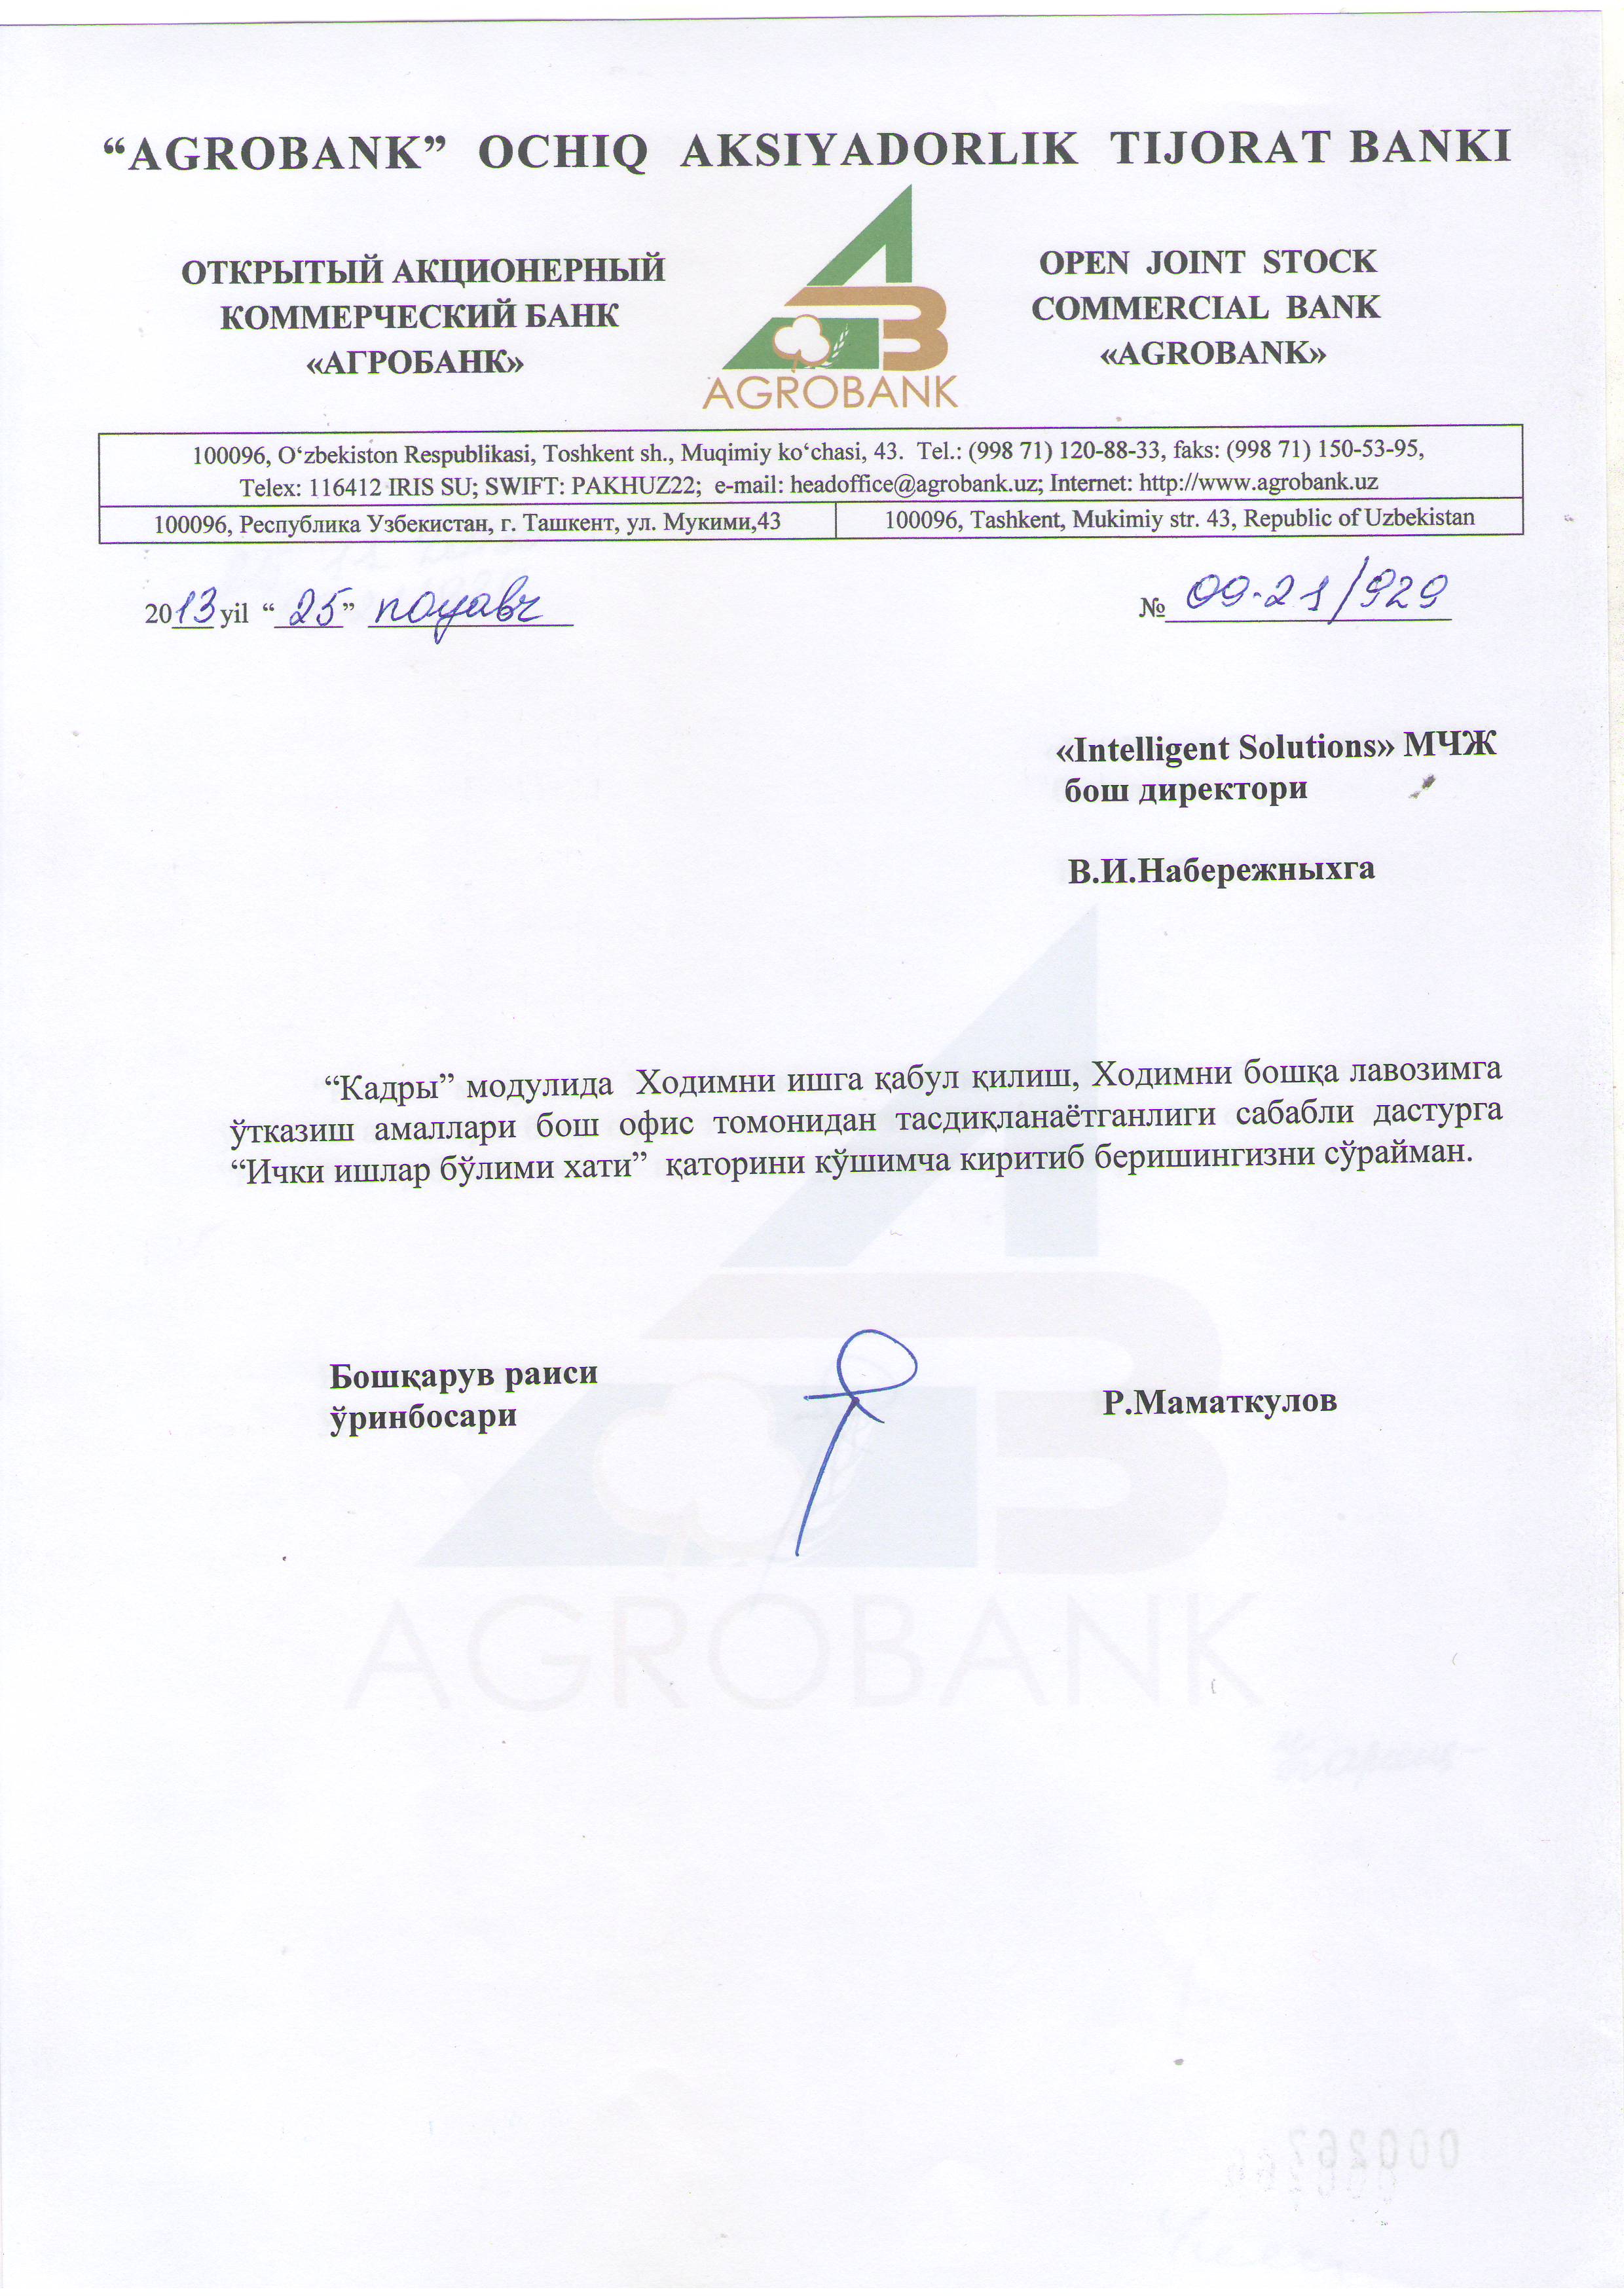 “AGROBANK” OCHIQ AKSIYADORLIK TIJORAT BANKI
ОТКРЫТЫЙ АКЦИОНЕРНЫЙ
КОММЕРЧЕСКИЙ БАНК
«АГРОБАНК»
AGROBANK
OPEN JOINT STOCK
COMMERCIAL BANK
«AGROBANK»
100096, O‘zbekiston Respublikasi, Toshkent sh., Muqimiy ko‘chasi, 43. Tel.: (998 71) 120-88-33, faks: (998 71) 150-53-95,
Telex: 116412 IRIS SU; SWIFT: PAKHUZ22; e-mail: headoffice@agrobank.uz; Internet: http://www.agrobank.uz
100096, Республика Узбекистан, г. Ташкент, ул. Мукими,43
100096, Tashkent, Mukimiy str. 43, Republic of Uzbekistan
2013 yil “25”
№ 09-21/929
«Intelligent Solutions» МЧЖ
бош директори
В.И.Набережныхга
“Кадры” модулида Ходимни ишга қабул қилиш, Ходимни бошқа лавозимга
ўтказиш амаллари бош офис томонидан тасдиқланаётганлиги сабабли дастурга
“Ички ишлар бўлими хати” қаторини кўшимча киритиб беришингизни сўрайман.
Бошқарув раиси
ўринбосари
Р.Маматкулов
AGROBANK